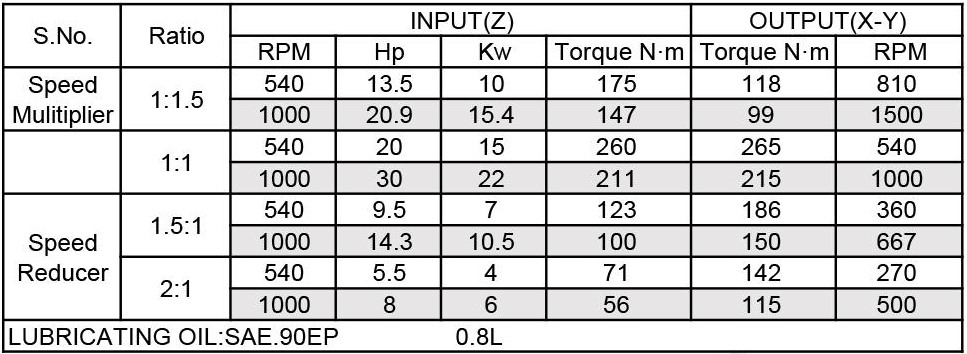 S.No. Ratio INPUT(Z) OUTPUT(X-Y)
RPM Hp Kw Torque N·m Torque N·m RPM
Speed Mulitiplier 1:1.5 540 13.5 10 175 118 810
1000 20.9 15.4 147 99 1500
1:1 540 20 15 260 265 540
1000 30 22 211 215 1000
Speed Reducer 1.5:1 540 9.5 7 123 186 360
1000 14.3 10.5 100 150 667
2:1 540 5.5 4 71 142 270
1000 8 6 56 115 500
LUBRICATING OIL:SAE.90EP 0.8L